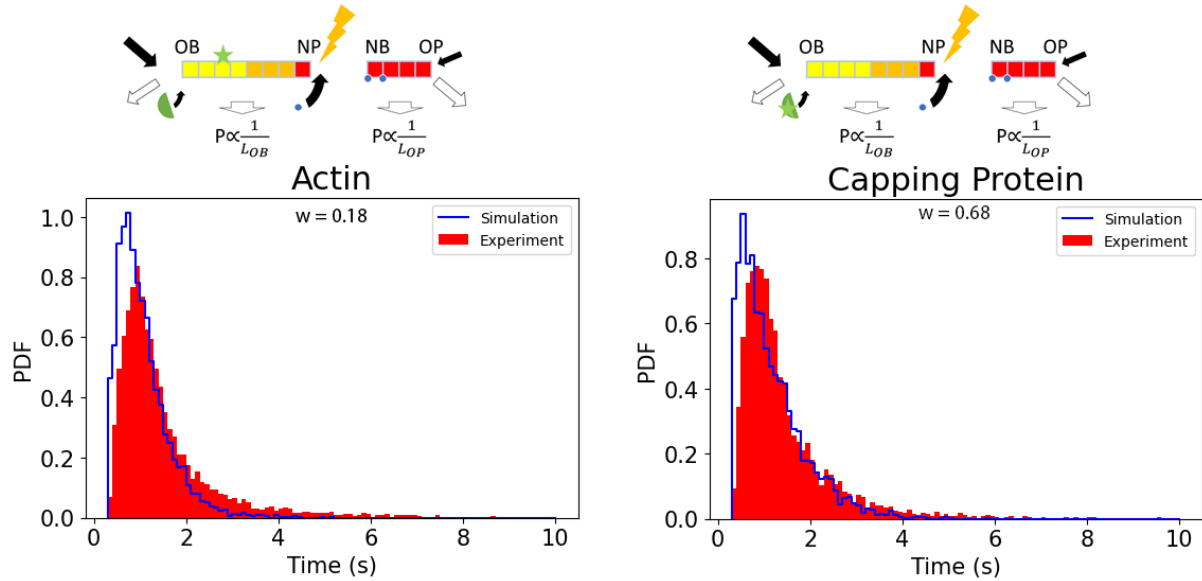 OB NP NB OP
P∝1/L_OB P∝1/L_OP
Actin
w = 0.18
Simulation
Experiment
PDF
1.0
0.8
0.6
0.4
0.2
0.0
0 2 4 6 8 10
Time (s)
OB NP NB OP
P∝1/L_OB P∝1/L_OP
Capping Protein
w = 0.68
Simulation
Experiment
PDF
0.8
0.6
0.4
0.2
0.0
0 2 4 6 8 10
Time (s)